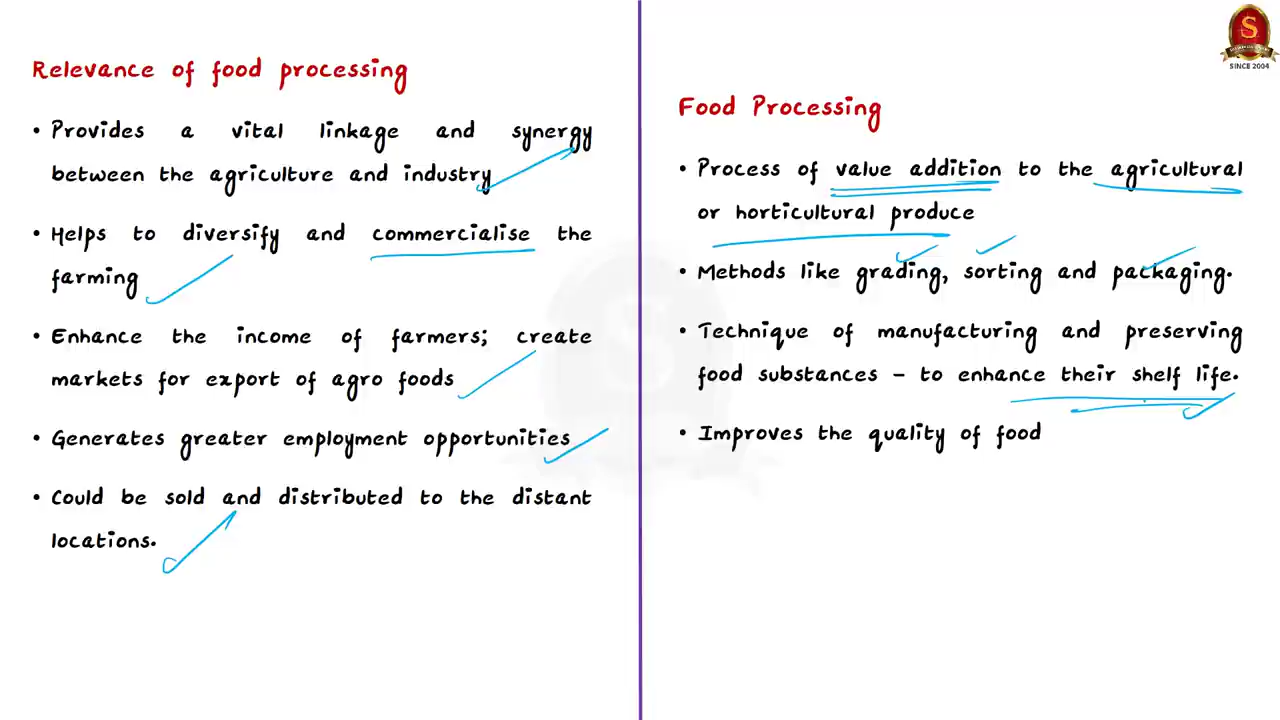 Relevance of food processing
• Provides a vital linkage and synergy
between the agriculture and industry
• Helps to diversify and commercialise the
farming
• Enhance the income of farmers; create
markets for export of agro foods
• Generates greater employment opportunities
• Could be sold and distributed to the distant
locations.
S
SINCE 2004
Food Processing
• Process of value addition to the agricultural
or horticultural produce
• Methods like grading, sorting and packaging.
• Technique of manufacturing and preserving
food substances – to enhance their shelf life.
• Improves the quality of food